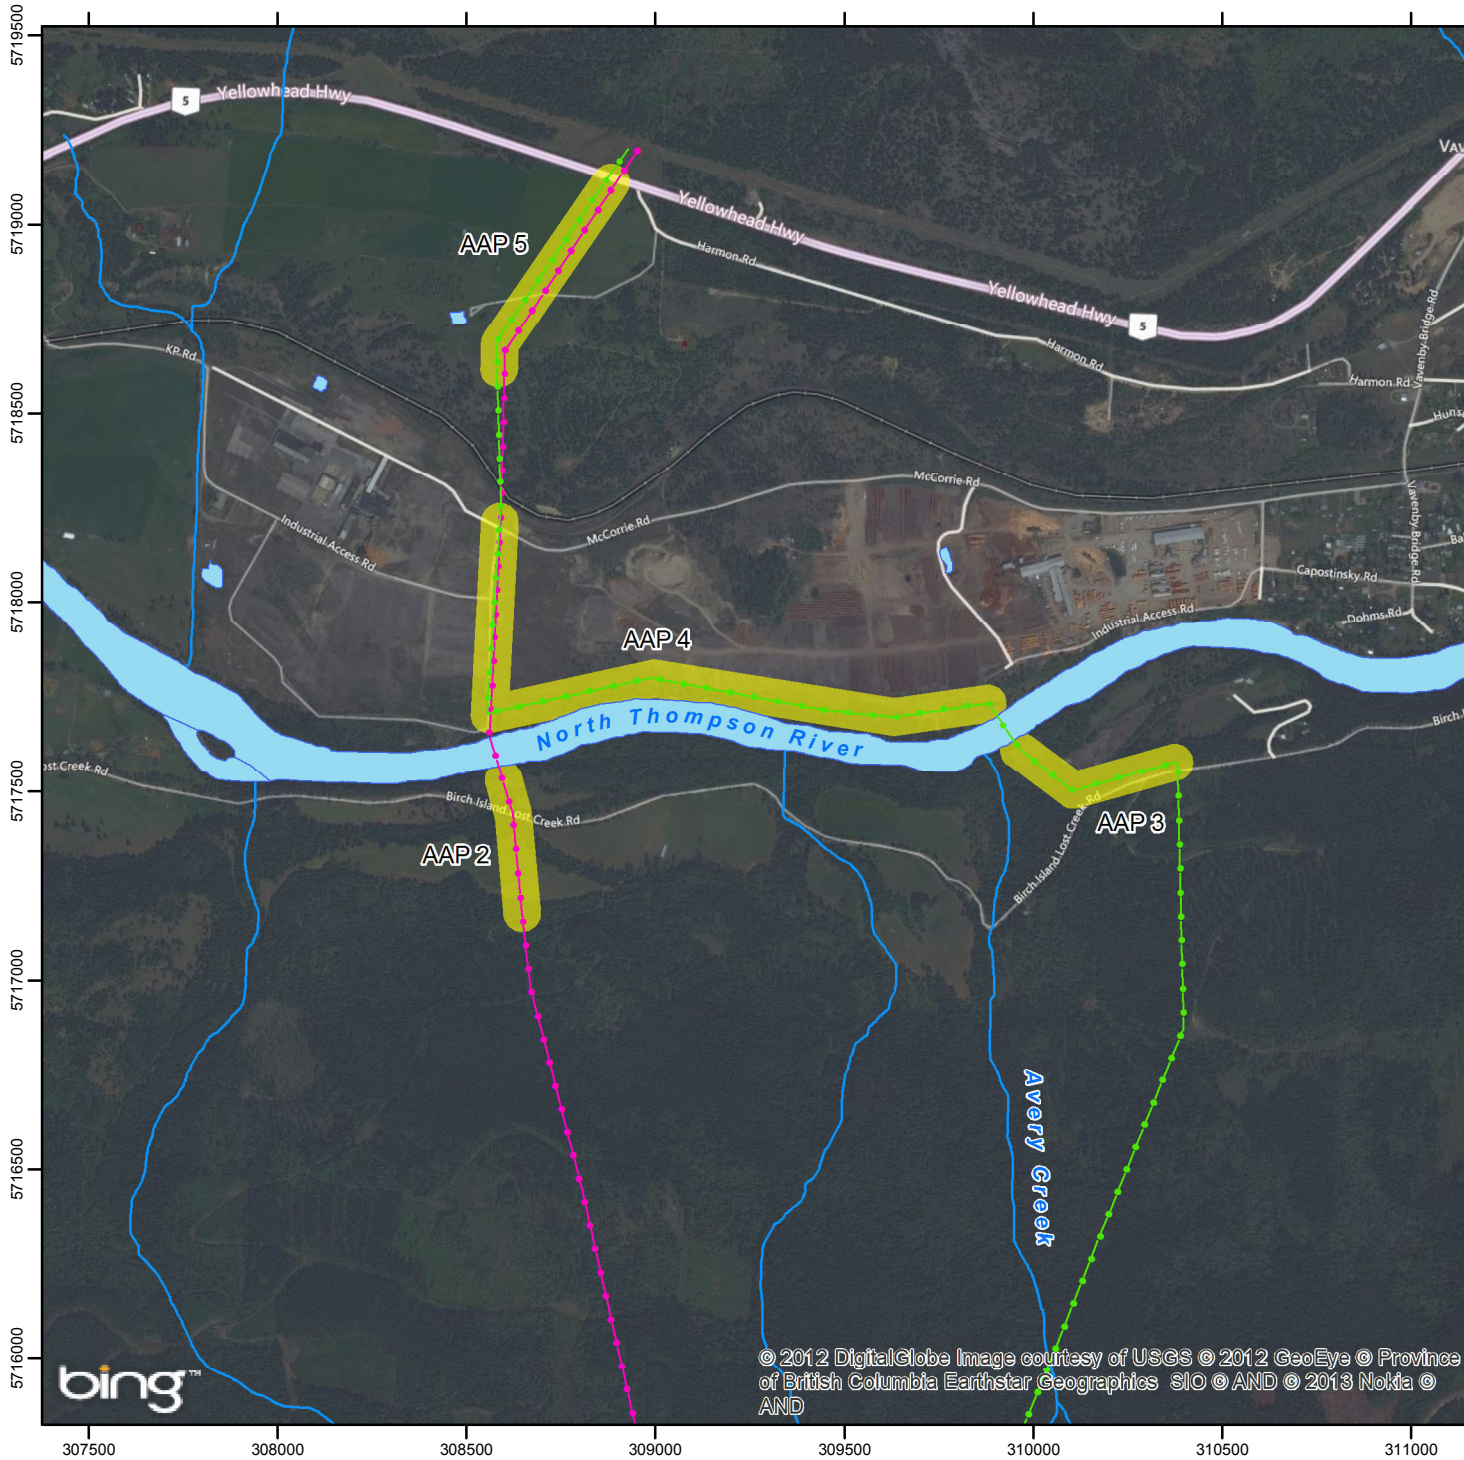 5719500
5719000
5718500
5718000
5717500
5717000
5716500
5716000
5
Yellowhead Hwy
Yellowhead Hwy
Yellowhead Hwy
5
VAV
AAP 5
Harmon Rd
Harmon Rd
Harmon Rd
Vavenby Bridge Rd
KP Rd
McCorrie Rd
McCorrie Rd
Vavenby Bridge Rd
Industrial Access Rd
Capostinsky Rd
Industrial Access Rd
Dohms Rd
AAP 4
North Thompson River
ost Creek Rd
Birch Island Lost Creek Rd
AAP 2
AAP 3
Birch Island Lost Creek Rd
Avery Creek
bing™
© 2012 DigitalGlobe Image courtesy of USGS © 2012 GeoEye © Province
of British Columbia Earthstar Geographics SIO © AND © 2013 Nokia ©
AND
307500
308000
308500
309000
309500
310000
310500
311000